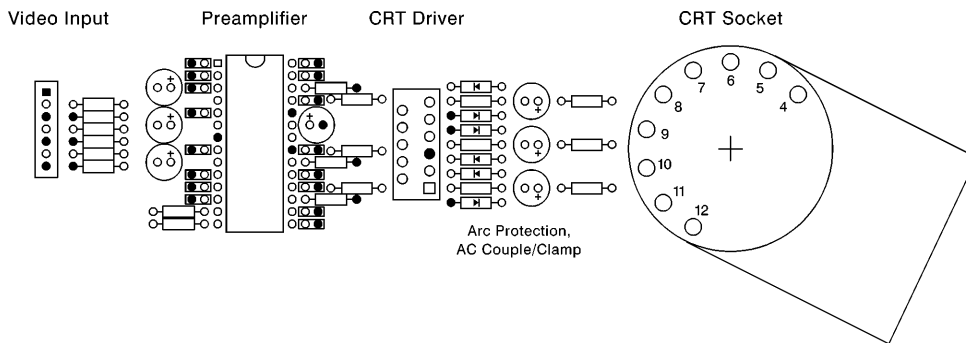 Video Input
Preamplifier
CRT Driver
CRT Socket
+
+
+
+
+
+
+
7
6
5
8
4
9
10
11
12
Arc Protection,
AC Couple/Clamp